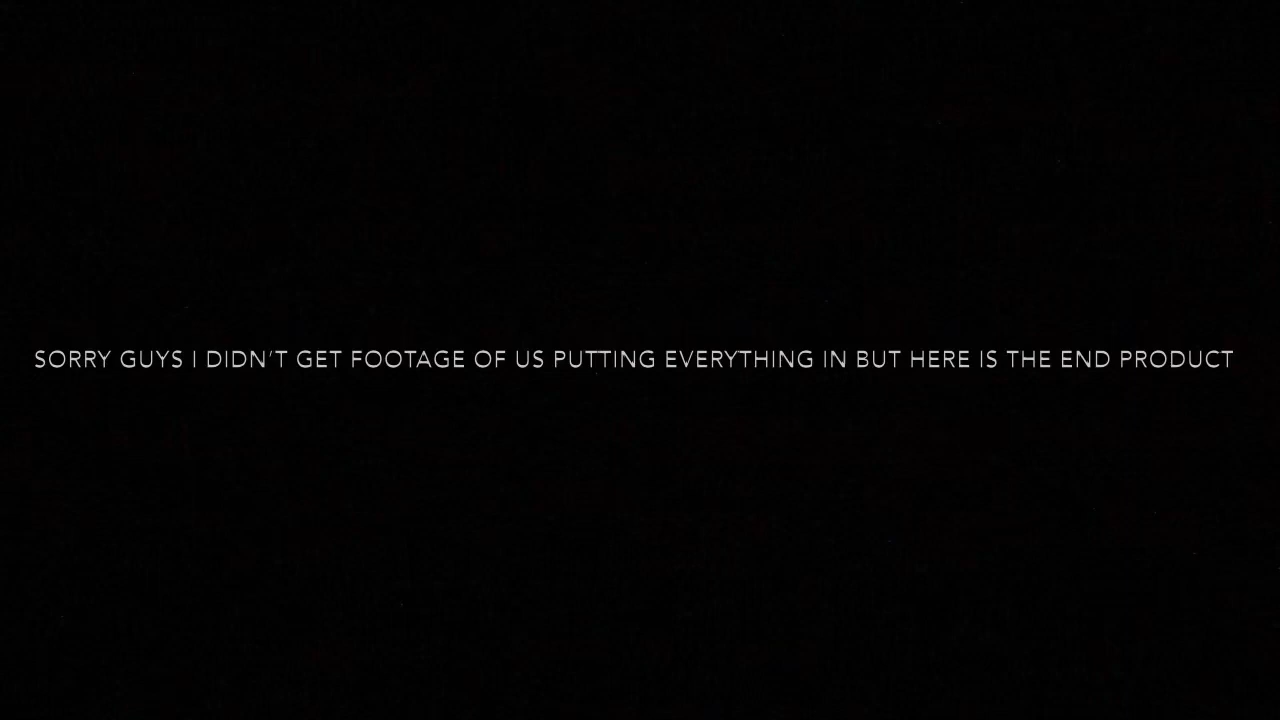 SORRY GUYS I DIDN'T GET FOOTAGE OF US PUTTING EVERYTHING IN BUT HERE IS THE END PRODUCT